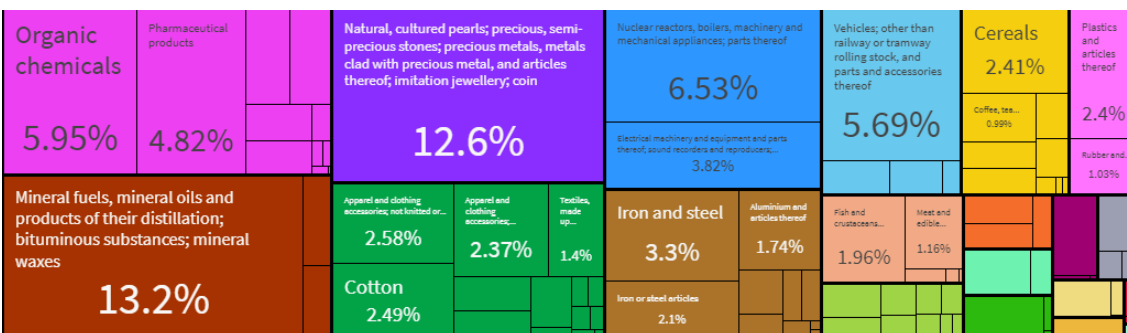 Organic
chemicals
5.95%
Pharmaceutical
products
4.82%
Natural, cultured pearls; precious, semi-
precious stones; precious metals, metals
clad with precious metal, and articles
thereof; imitation jewellery; coin
12.6%
Nuclear reactors, boilers, machinery and
mechanical appliances; parts thereof
6.53%
Electrical machinery and equipment and parts
thereof; sound recorders and reproducers;...
3.82%
Vehicles; other than
railway or tramway
rolling stock, and
parts and accessories
thereof
5.69%
Cereals
2.41%
Coffee, tea...
0.99%
Plastics
and
articles
thereof
2.4%
Rubber and...
1.03%
Mineral fuels, mineral oils and
products of their distillation;
bituminous substances; mineral
waxes
13.2%
Apparel and clothing
accessories; not knitted or...
2.58%
Apparel and
clothing
accessories;...
2.37%
Textiles,
made
up...
1.4%
Cotton
2.49%
Iron and steel
3.3%
Aluminium and
articles thereof
1.74%
Iron or steel articles
2.1%
Fish and
crustaceans...
1.96%
Meat and
edible...
1.16%